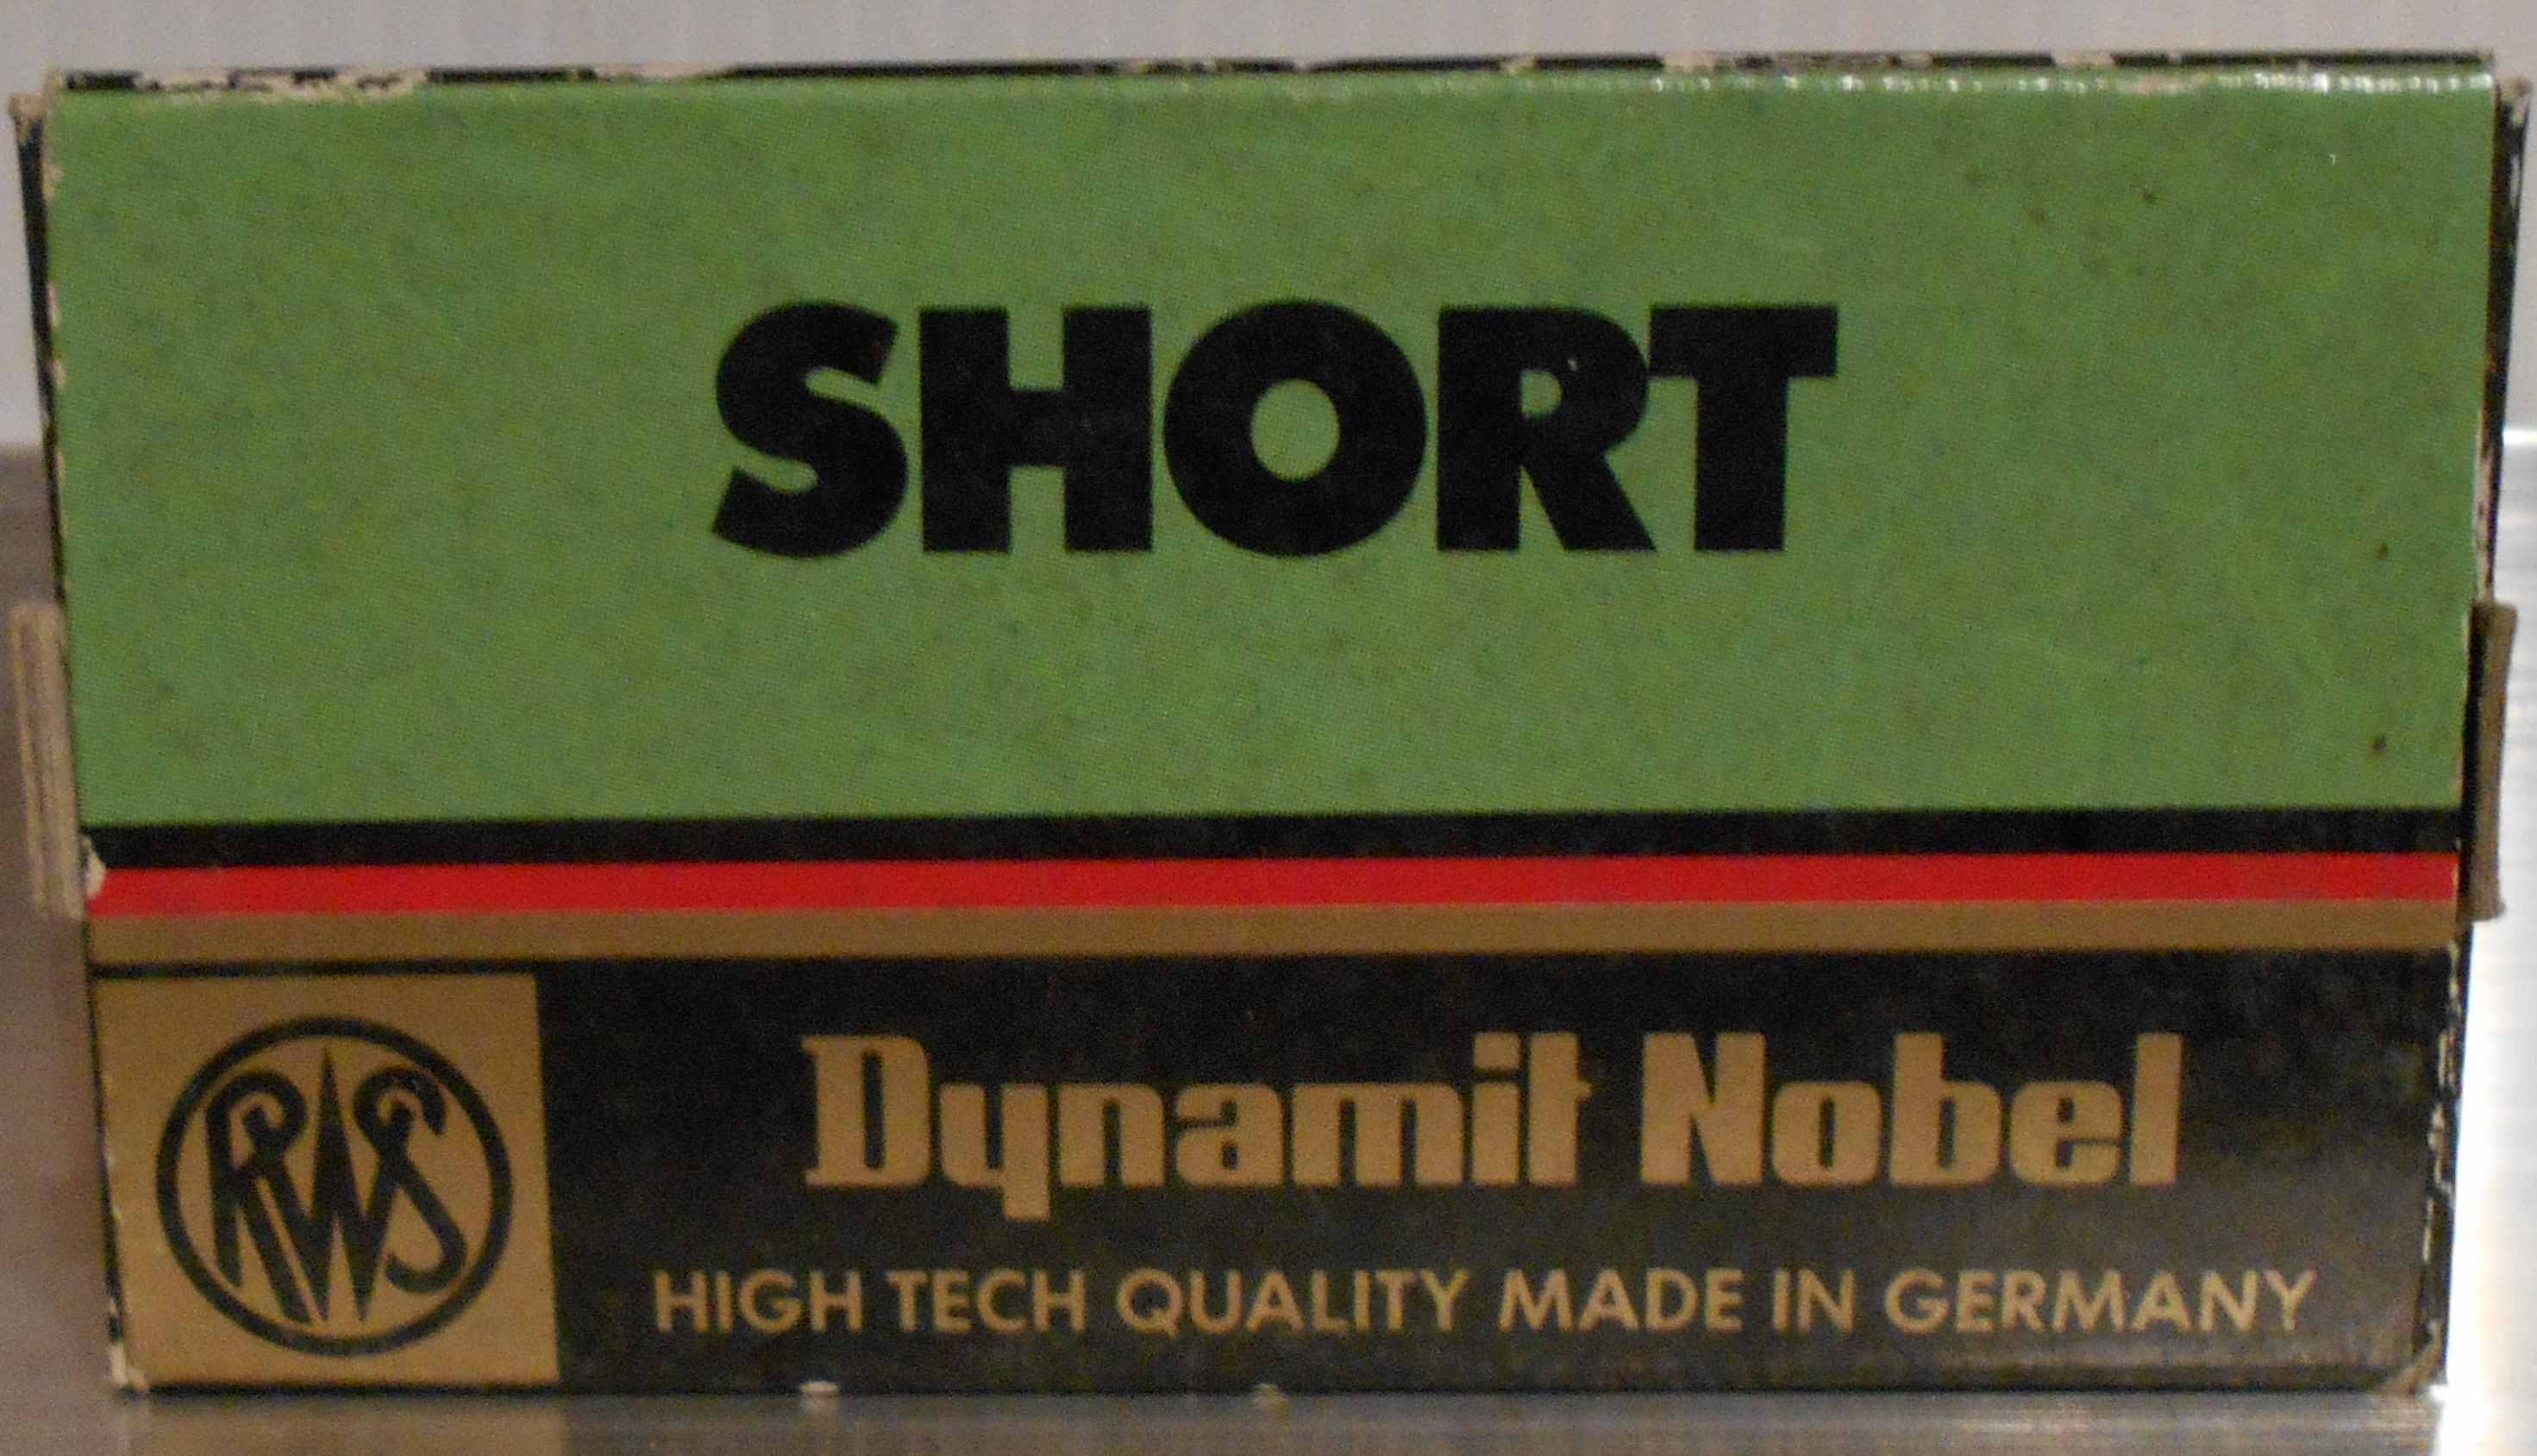 SHORT
RWS
Dynamit Nobel
HIGH TECH QUALITY MADE IN GERMANY